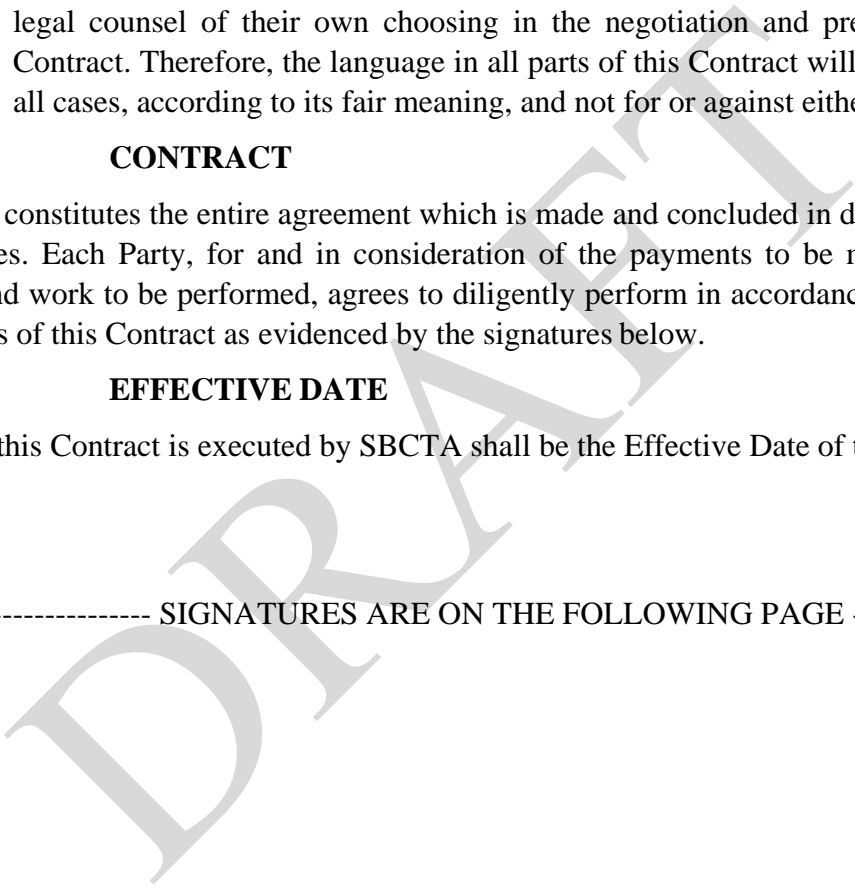 legal counsel of their own choosing in the negotiation and pre
Contract. Therefore, the language in all parts of this Contract will
all cases, according to its fair meaning, and not for or against eithe
CONTRACT
constitutes the entire agreement which is made and concluded in d
es. Each Party, for and in consideration of the payments to be m
nd work to be performed, agrees to diligently perform in accordanc
s of this Contract as evidenced by the signatures below.
EFFECTIVE DATE
this Contract is executed by SBCTA shall be the Effective Date of t
--------------- SIGNATURES ARE ON THE FOLLOWING PAGE -
DRAFT